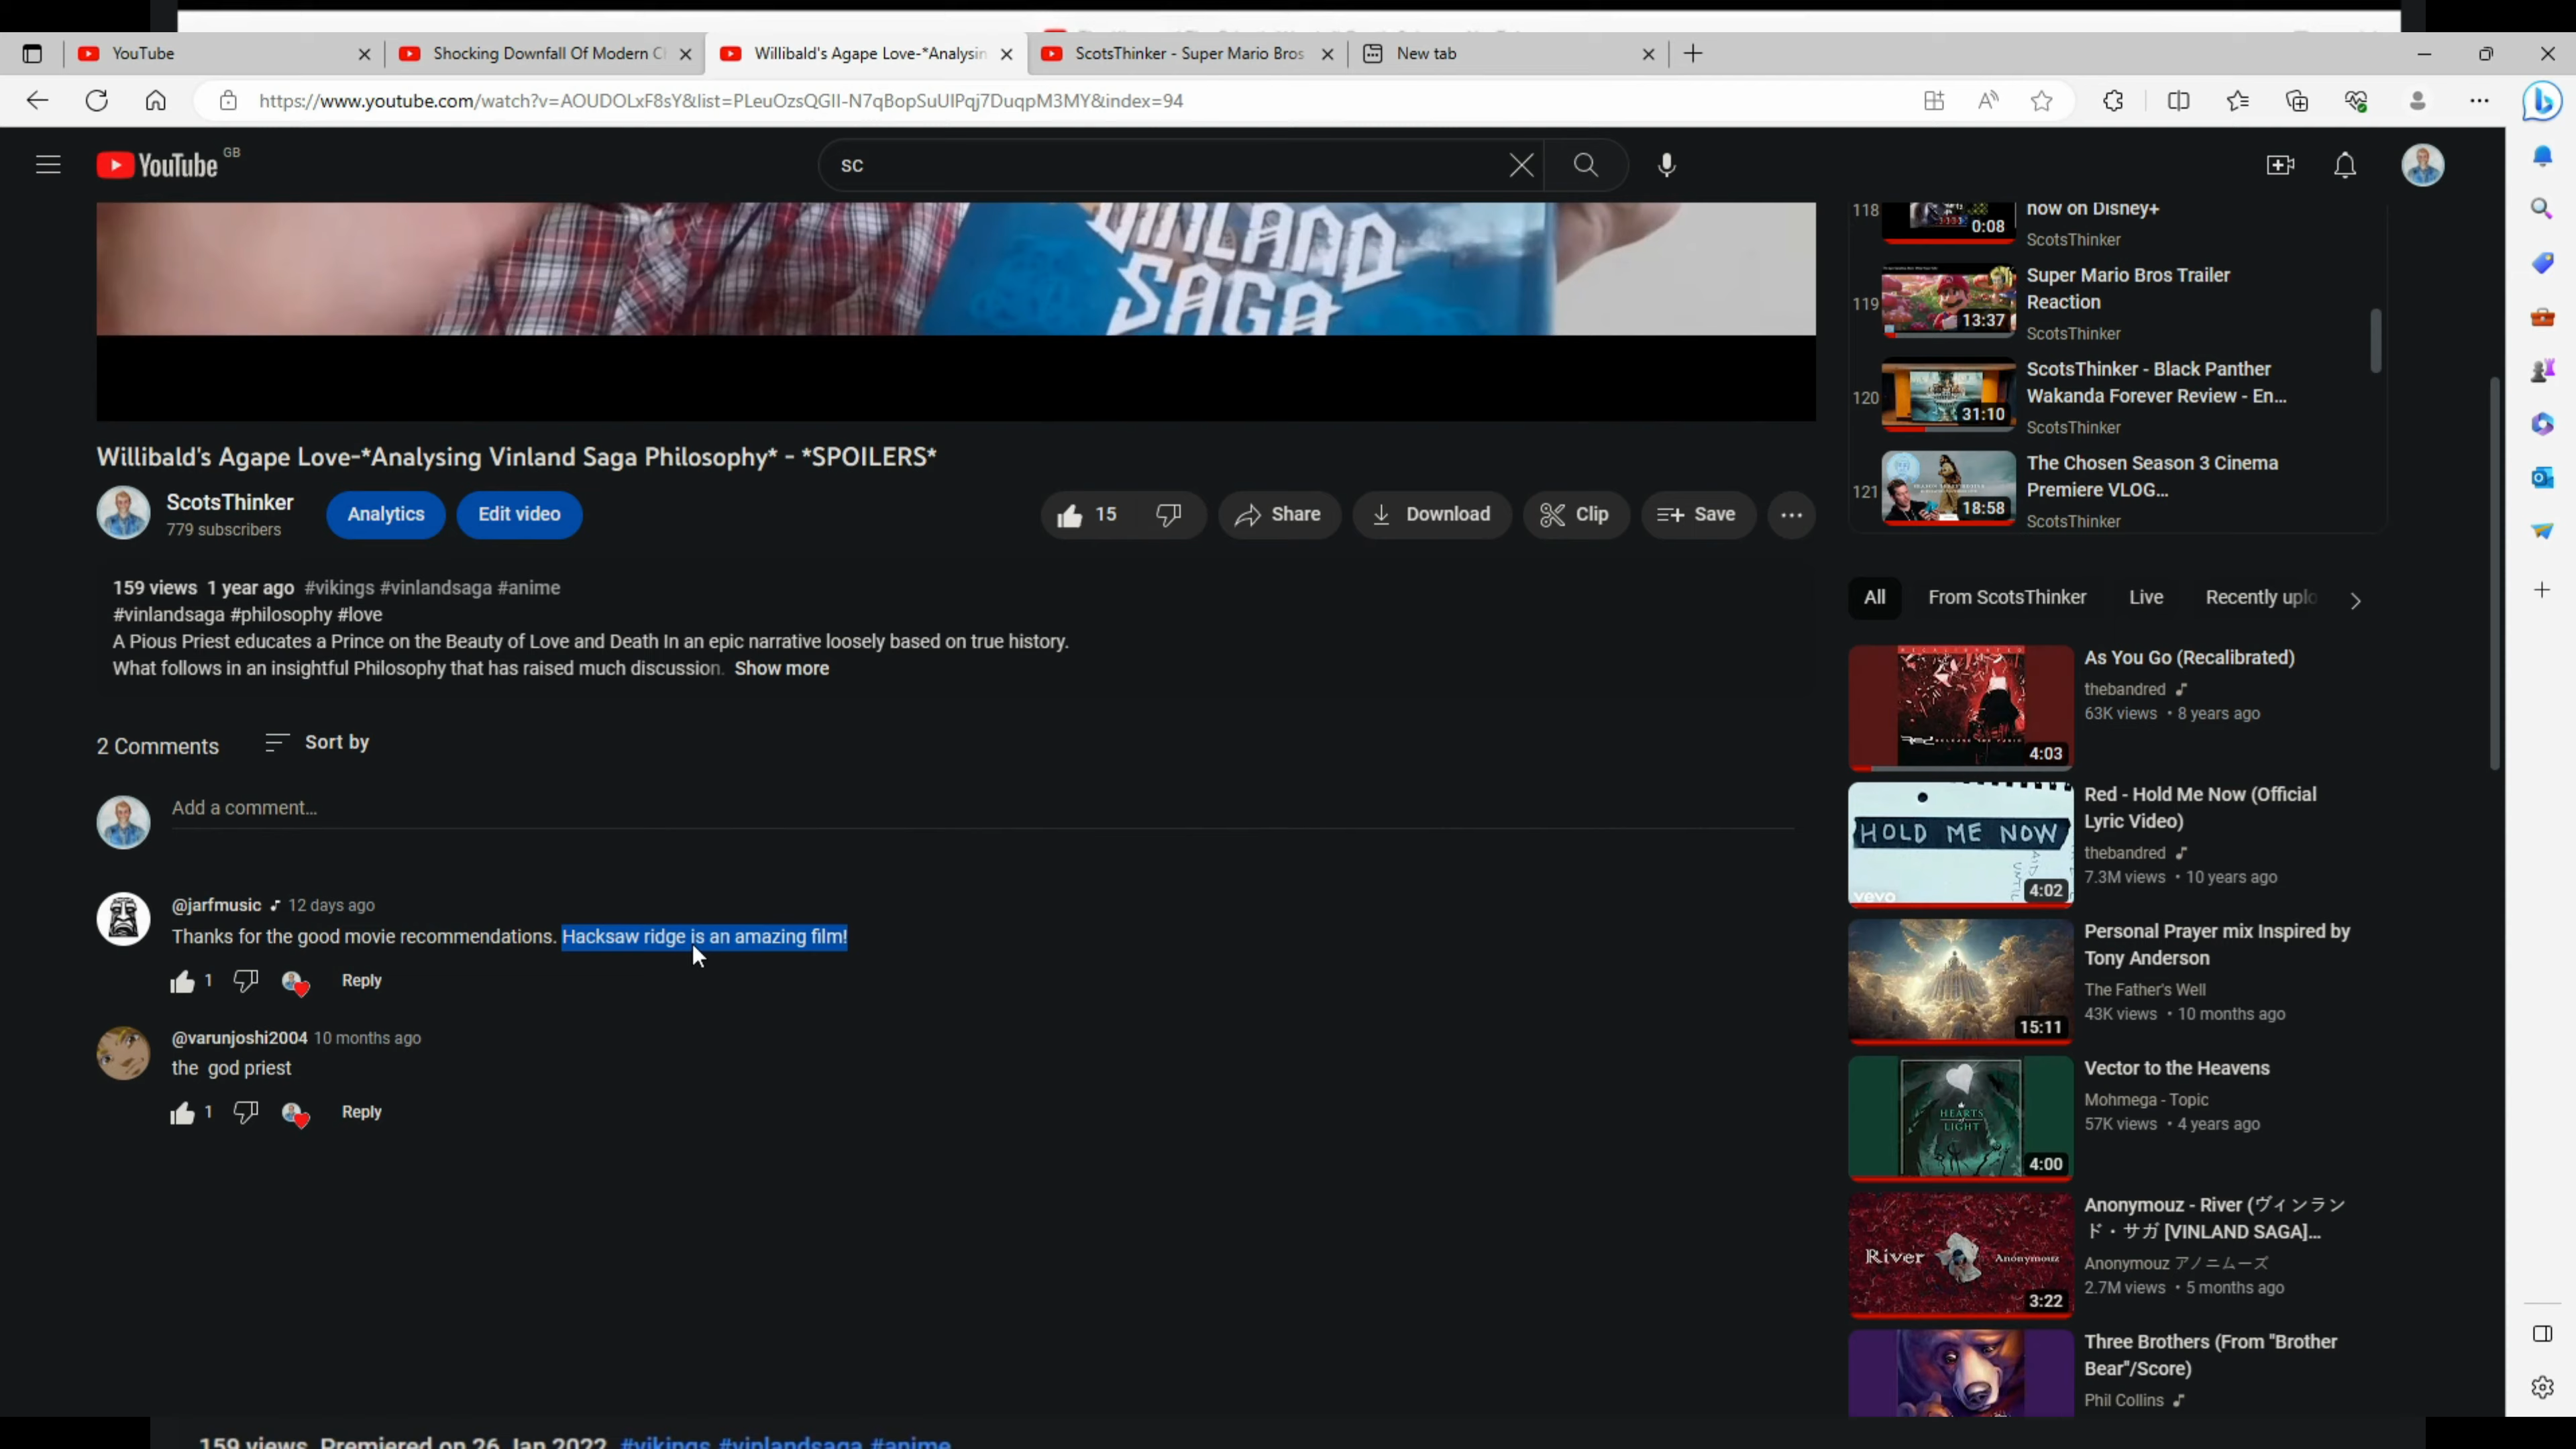 YouTube
Shocking Downfall Of Modern C
Willibald's Agape Love-*Analysin
ScotsThinker - Super Mario Bros
New tab
https://www.youtube.com/watch?v=AOUDOLxF8sY&list=PLeuOzsQGII-N7qBopSuUIPqj7DuqpM3MY&index=94
YouTube GB
sc
VINLAND
SAGA
118
now on Disney+
0:08
ScotsThinker
119
Super Mario Bros Trailer
Reaction
13:37
ScotsThinker
120
ScotsThinker - Black Panther
Wakanda Forever Review - En...
31:10
ScotsThinker
121
The Chosen Season 3 Cinema
Premiere VLOG...
18:58
ScotsThinker
Willibald's Agape Love-*Analysing Vinland Saga Philosophy* - *SPOILERS*
ScotsThinker
779 subscribers
Analytics
Edit video
15
Share
Download
Clip
Save
159 views 1 year ago #vikings #vinlandsaga #anime
#vinlandsaga #philosophy #love
A Pious Priest educates a Prince on the Beauty of Love and Death In an epic narrative loosely based on true history.
What follows in an insightful Philosophy that has raised much discussion. Show more
2 Comments
Sort by
Add a comment...
@jarfmusic 12 days ago
Thanks for the good movie recommendations. Hacksaw ridge is an amazing film!
1
Reply
@varunjoshi2004 10 months ago
the god priest
1
Reply
All
From ScotsThinker
Live
Recently uplo
As You Go (Recalibrated)
thebandred
63K views • 8 years ago
4:03
Red - Hold Me Now (Official
Lyric Video)
thebandred
7.3M views • 10 years ago
HOLD ME NOW
vevo
4:02
Personal Prayer mix Inspired by
Tony Anderson
The Father's Well
43K views • 10 months ago
15:11
Vector to the Heavens
Mohmega - Topic
57K views • 4 years ago
HEARTS
of
LIGHT
4:00
Anonymouz - River (ヴィンラン
ド・サガ [VINLAND SAGA]...
Anonymouz アノニムーズ
2.7M views • 5 months ago
River
Anonymouz
3:22
Three Brothers (From "Brother
Bear"/Score)
Phil Collins
159 views Premiered on 26 Jan 2022 #vikings #vinlandsaga #anime